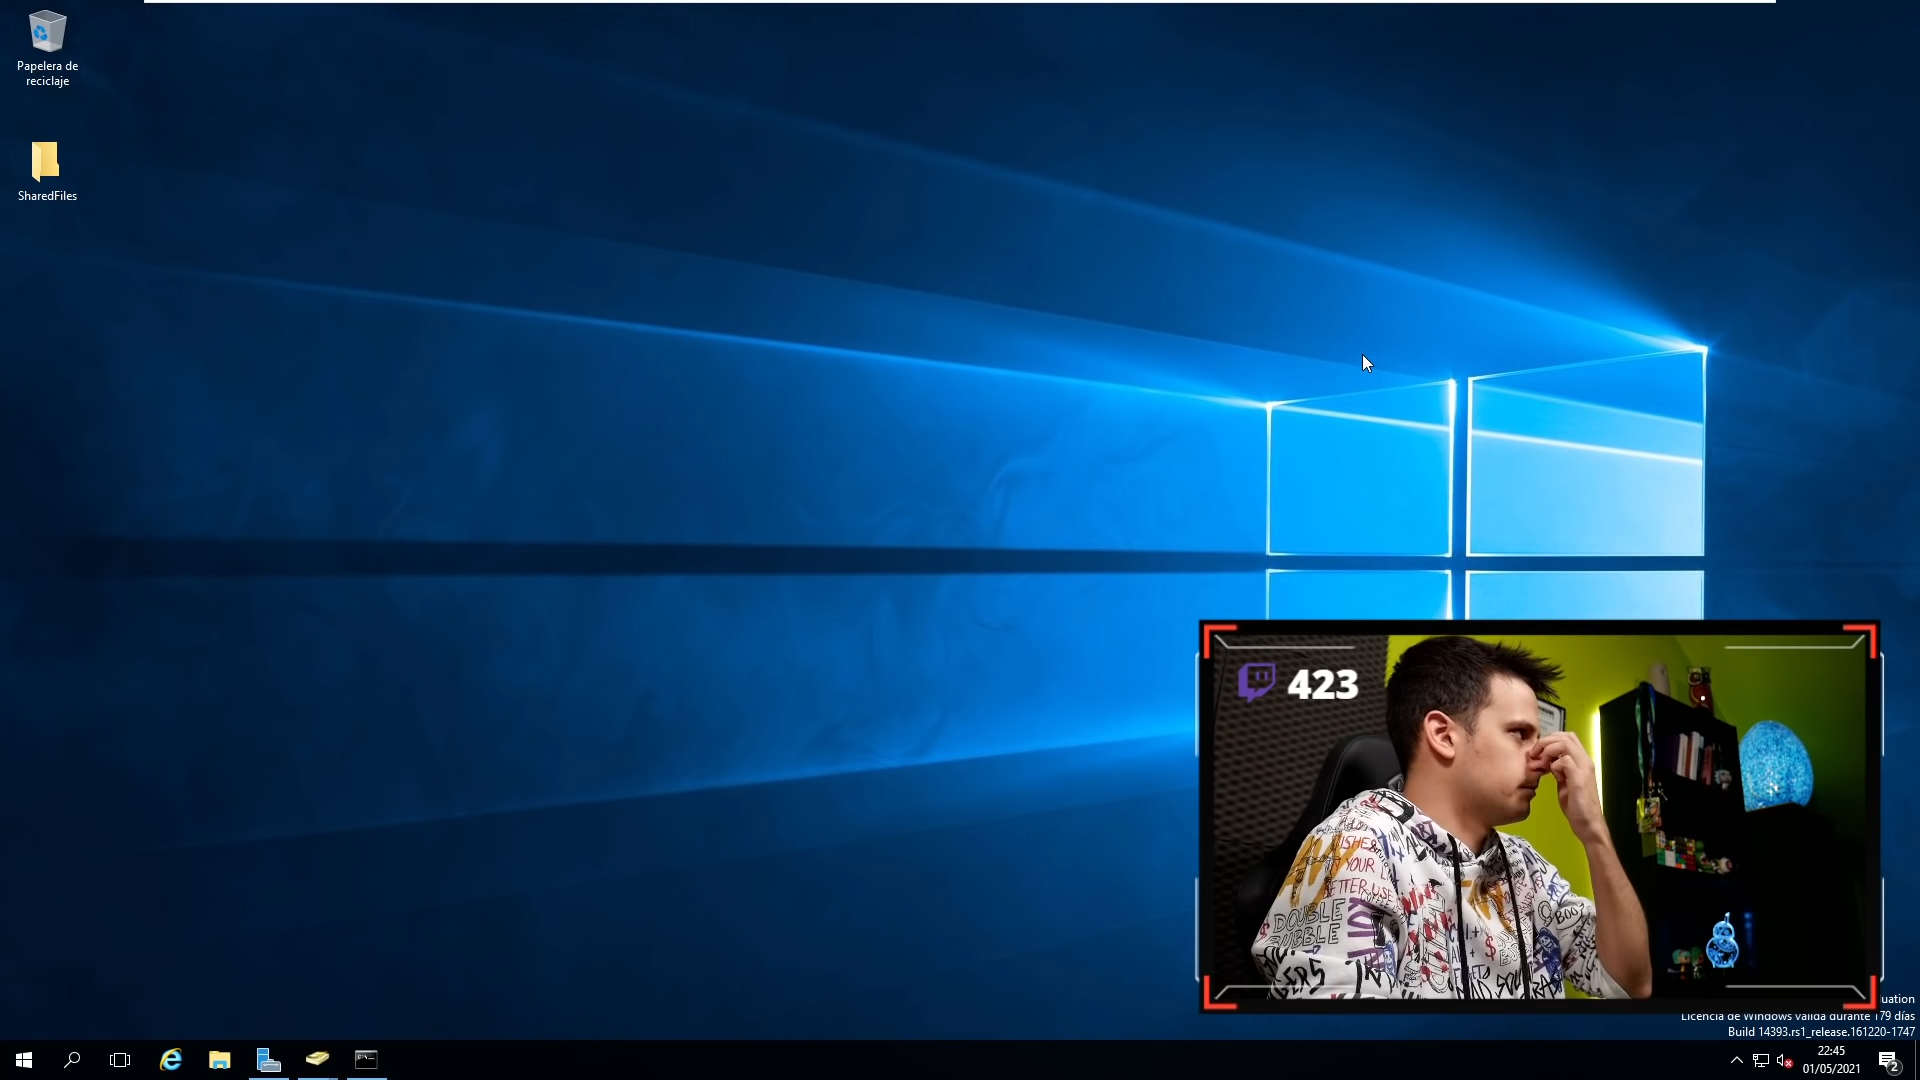 Papelera de
reciclaje
SharedFiles
423
DOUBLE
BUBBLE
YOUR
uation
Licencia de Windows válida durante 179 días
Build 14393.rs1_release.161220-1747
22:45
01/05/2021
2